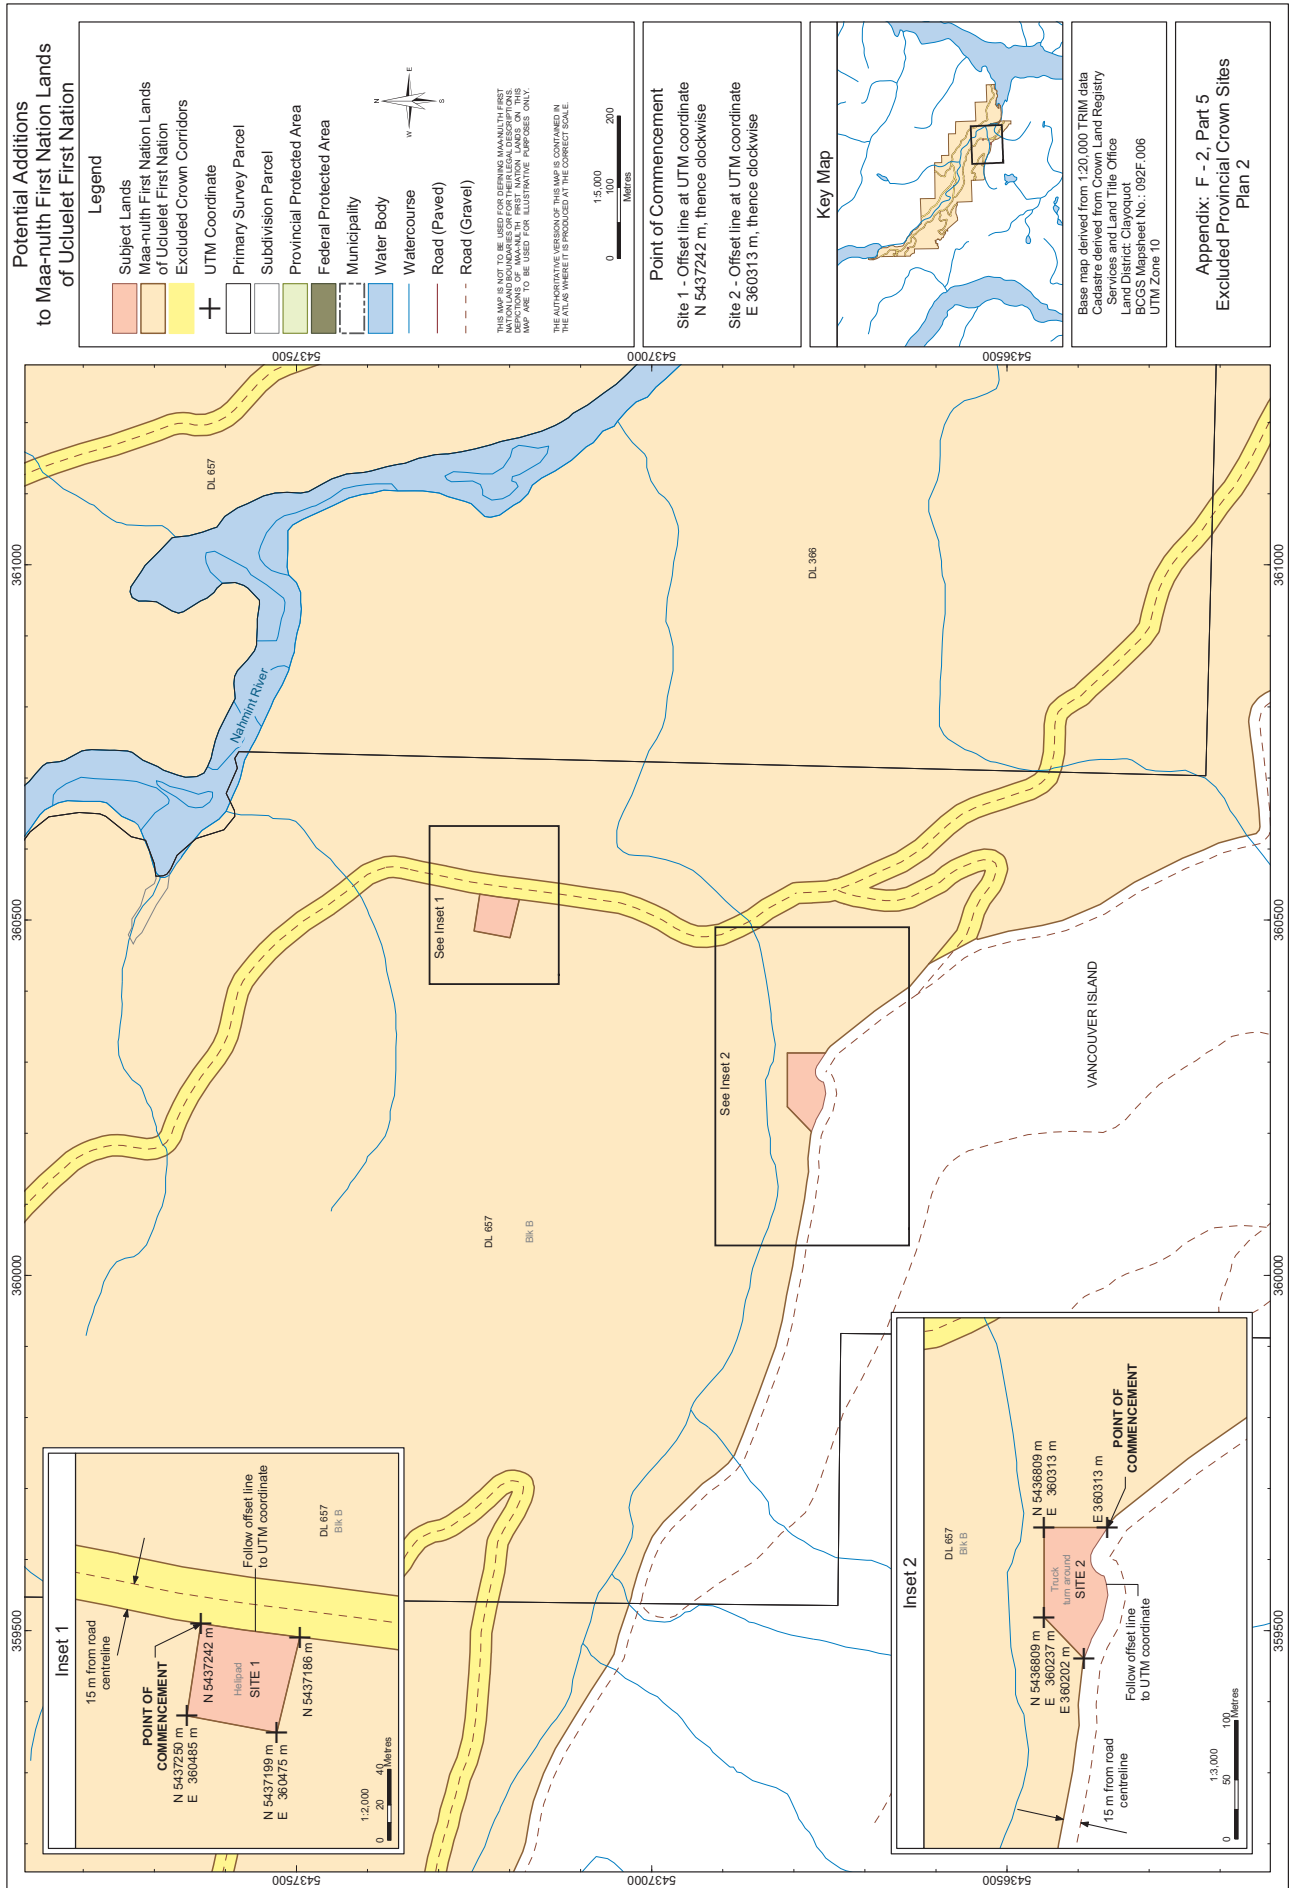 Potential Additions
to Maa-nulth First Nation Lands
of Ucluelet First Nation
Legend
Subject Lands
Maa-nulth First Nation Lands
of Ucluelet First Nation
Excluded Crown Corridors
UTM Coordinate
Primary Survey Parcel
Subdivision Parcel
Provincial Protected Area
Federal Protected Area
Municipality
Water Body
Watercourse
Road (Paved)
Road (Gravel)
N
E
S
W
THIS MAP IS NOT TO BE USED FOR DEFINING MAA-NULTH FIRST
NATION LAND BOUNDARIES OR FOR THEIR LEGAL DESCRIPTIONS.
DEPICTIONS OF MAA-NULTH FIRST NATION LANDS ON THIS
MAP ARE TO BE USED FOR ILLUSTRATIVE PURPOSES ONLY.
THE AUTHORITATIVE VERSION OF THIS MAP IS CONTAINED IN
THE ATLAS WHERE IT IS PRODUCED AT THE CORRECT SCALE.
1:5,000
0 100 200
Metres
Point of Commencement
Site 1 - Offset line at UTM coordinate
N 5437242 m, thence clockwise
Site 2 - Offset line at UTM coordinate
E 360313 m, thence clockwise
Key Map
Base map derived from 1:20,000 TRIM data
Cadastre derived from Crown Land Registry
Services and Land Title Office
Land District: Clayoquot
BCGS Mapsheet No.: 092F.006
UTM Zone 10
Appendix: F - 2, Part 5
Excluded Provincial Crown Sites
Plan 2
359500
360000
360500
361000
5437500
5437000
5436500
359500
360000
360500
361000
5437500
5437000
5436500
DL 657
Nahmint River
DL 366
See Inset 1
See Inset 2
DL 657
Blk B
VANCOUVER ISLAND
Inset 1
15 m from road
centreline
POINT OF
COMMENCEMENT
N 5437250 m
E 360485 m
N 5437242 m
Helipad
SITE 1
N 5437199 m
E 360475 m
N 5437186 m
Follow offset line
to UTM coordinate
DL 657
Blk B
1:2,000
0 20 40
Metres
Inset 2
DL 657
Blk B
N 5436809 m
E 360313 m
N 5436809 m
E 360237 m
E 360202 m
Truck
turn around
SITE 2
E 360313 m
POINT OF
COMMENCEMENT
Follow offset line
to UTM coordinate
15 m from road
centreline
1:3,000
0 50 100
Metres